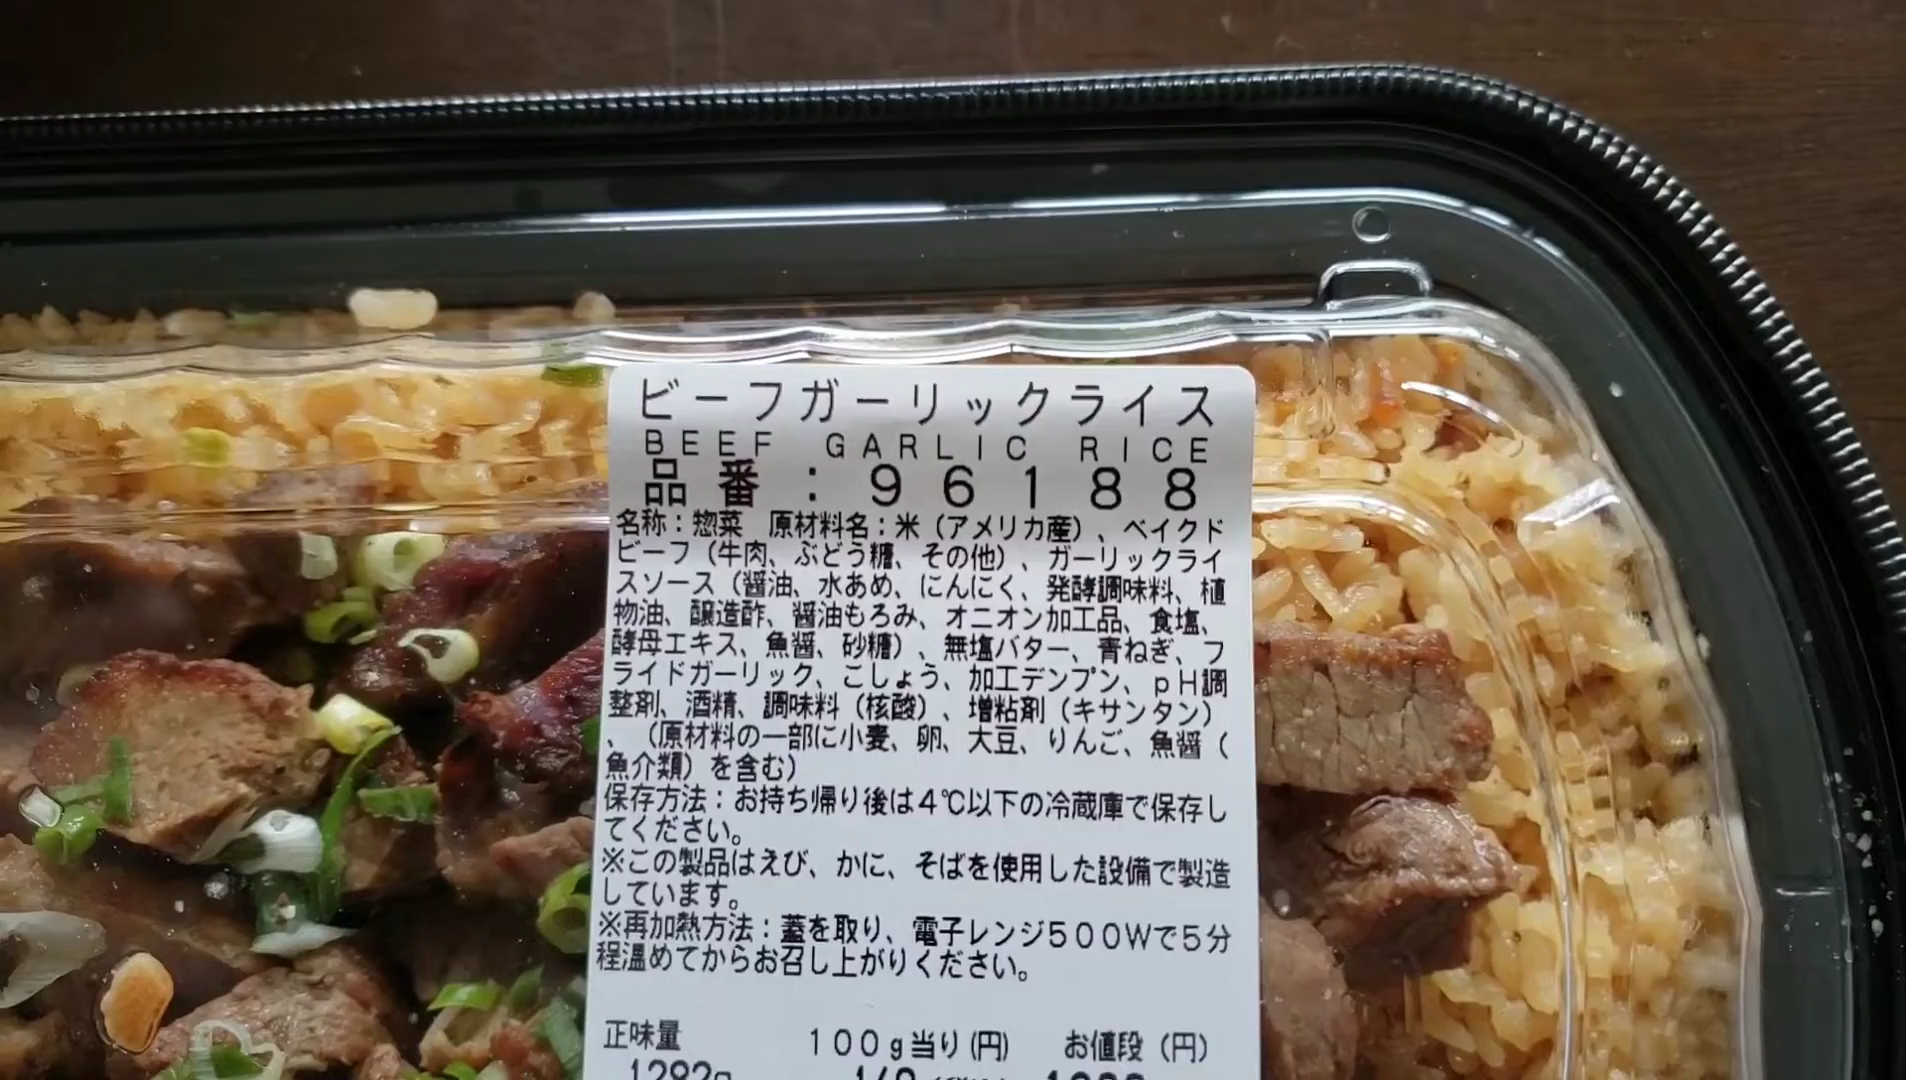 ビーフガーリックライス
BEEF GARLIC RICE
品番:96188
名称：惣菜　原材料名：米（アメリカ産）、ベイクド
ビーフ（牛肉、ぶどう糖、その他）、ガーリックライ
スソース（醤油、水あめ、にんにく、発酵調味料、植
物油、醸造酢、醤油もろみ、オニオン加工品、食塩、
酵母エキス、魚醤、砂糖）、無塩バター、青ねぎ、フ
ライドガーリック、こしょう、加工デンプン、ｐＨ調
整剤、酒精、調味料（核酸）、増粘剤（キサンタン）
、（原材料の一部に小麦、卵、大豆、りんご、魚醤（
魚介類）を含む）
保存方法：お持ち帰り後は４℃以下の冷蔵庫で保存し
てください。
※この製品はえび、かに、そばを使用した設備で製造
しています。
※再加熱方法：蓋を取り、電子レンジ５００Wで５分
程温めてからお召し上がりください。
正味量　１００ｇ当り(円)　お値段（円）
1292g